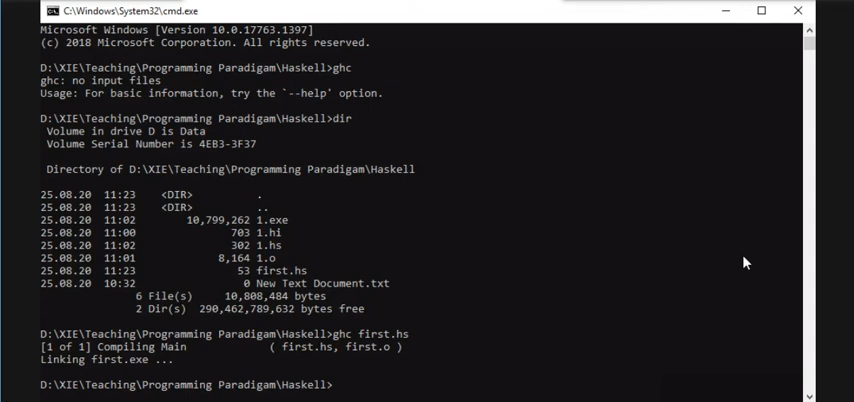 C:\Windows\System32\cmd.exe
Microsoft Windows [Version 10.0.17763.1397]
(c) 2018 Microsoft Corporation. All rights reserved.
D:\XIE\Teaching\Programming Paradigam\Haskell>ghc
ghc: no input files
Usage: For basic information, try the `--help' option.
D:\XIE\Teaching\Programming Paradigam\Haskell>dir
Volume in drive D is Data
Volume Serial Number is 4EB3-3F37
Directory of D:\XIE\Teaching\Programming Paradigam\Haskell
25.08.20  11:23    <DIR>          .
25.08.20  11:23    <DIR>          ..
25.08.20  11:02        10,799,262 1.exe
25.08.20  11:00               703 1.hi
25.08.20  11:02               302 1.hs
25.08.20  11:01             8,164 1.o
25.08.20  11:23                53 first.hs
25.08.20  10:32                 0 New Text Document.txt
6 File(s)     10,808,484 bytes
2 Dir(s)  290,462,789,632 bytes free
D:\XIE\Teaching\Programming Paradigam\Haskell>ghc first.hs
[1 of 1] Compiling Main             ( first.hs, first.o )
Linking first.exe ...
D:\XIE\Teaching\Programming Paradigam\Haskell>